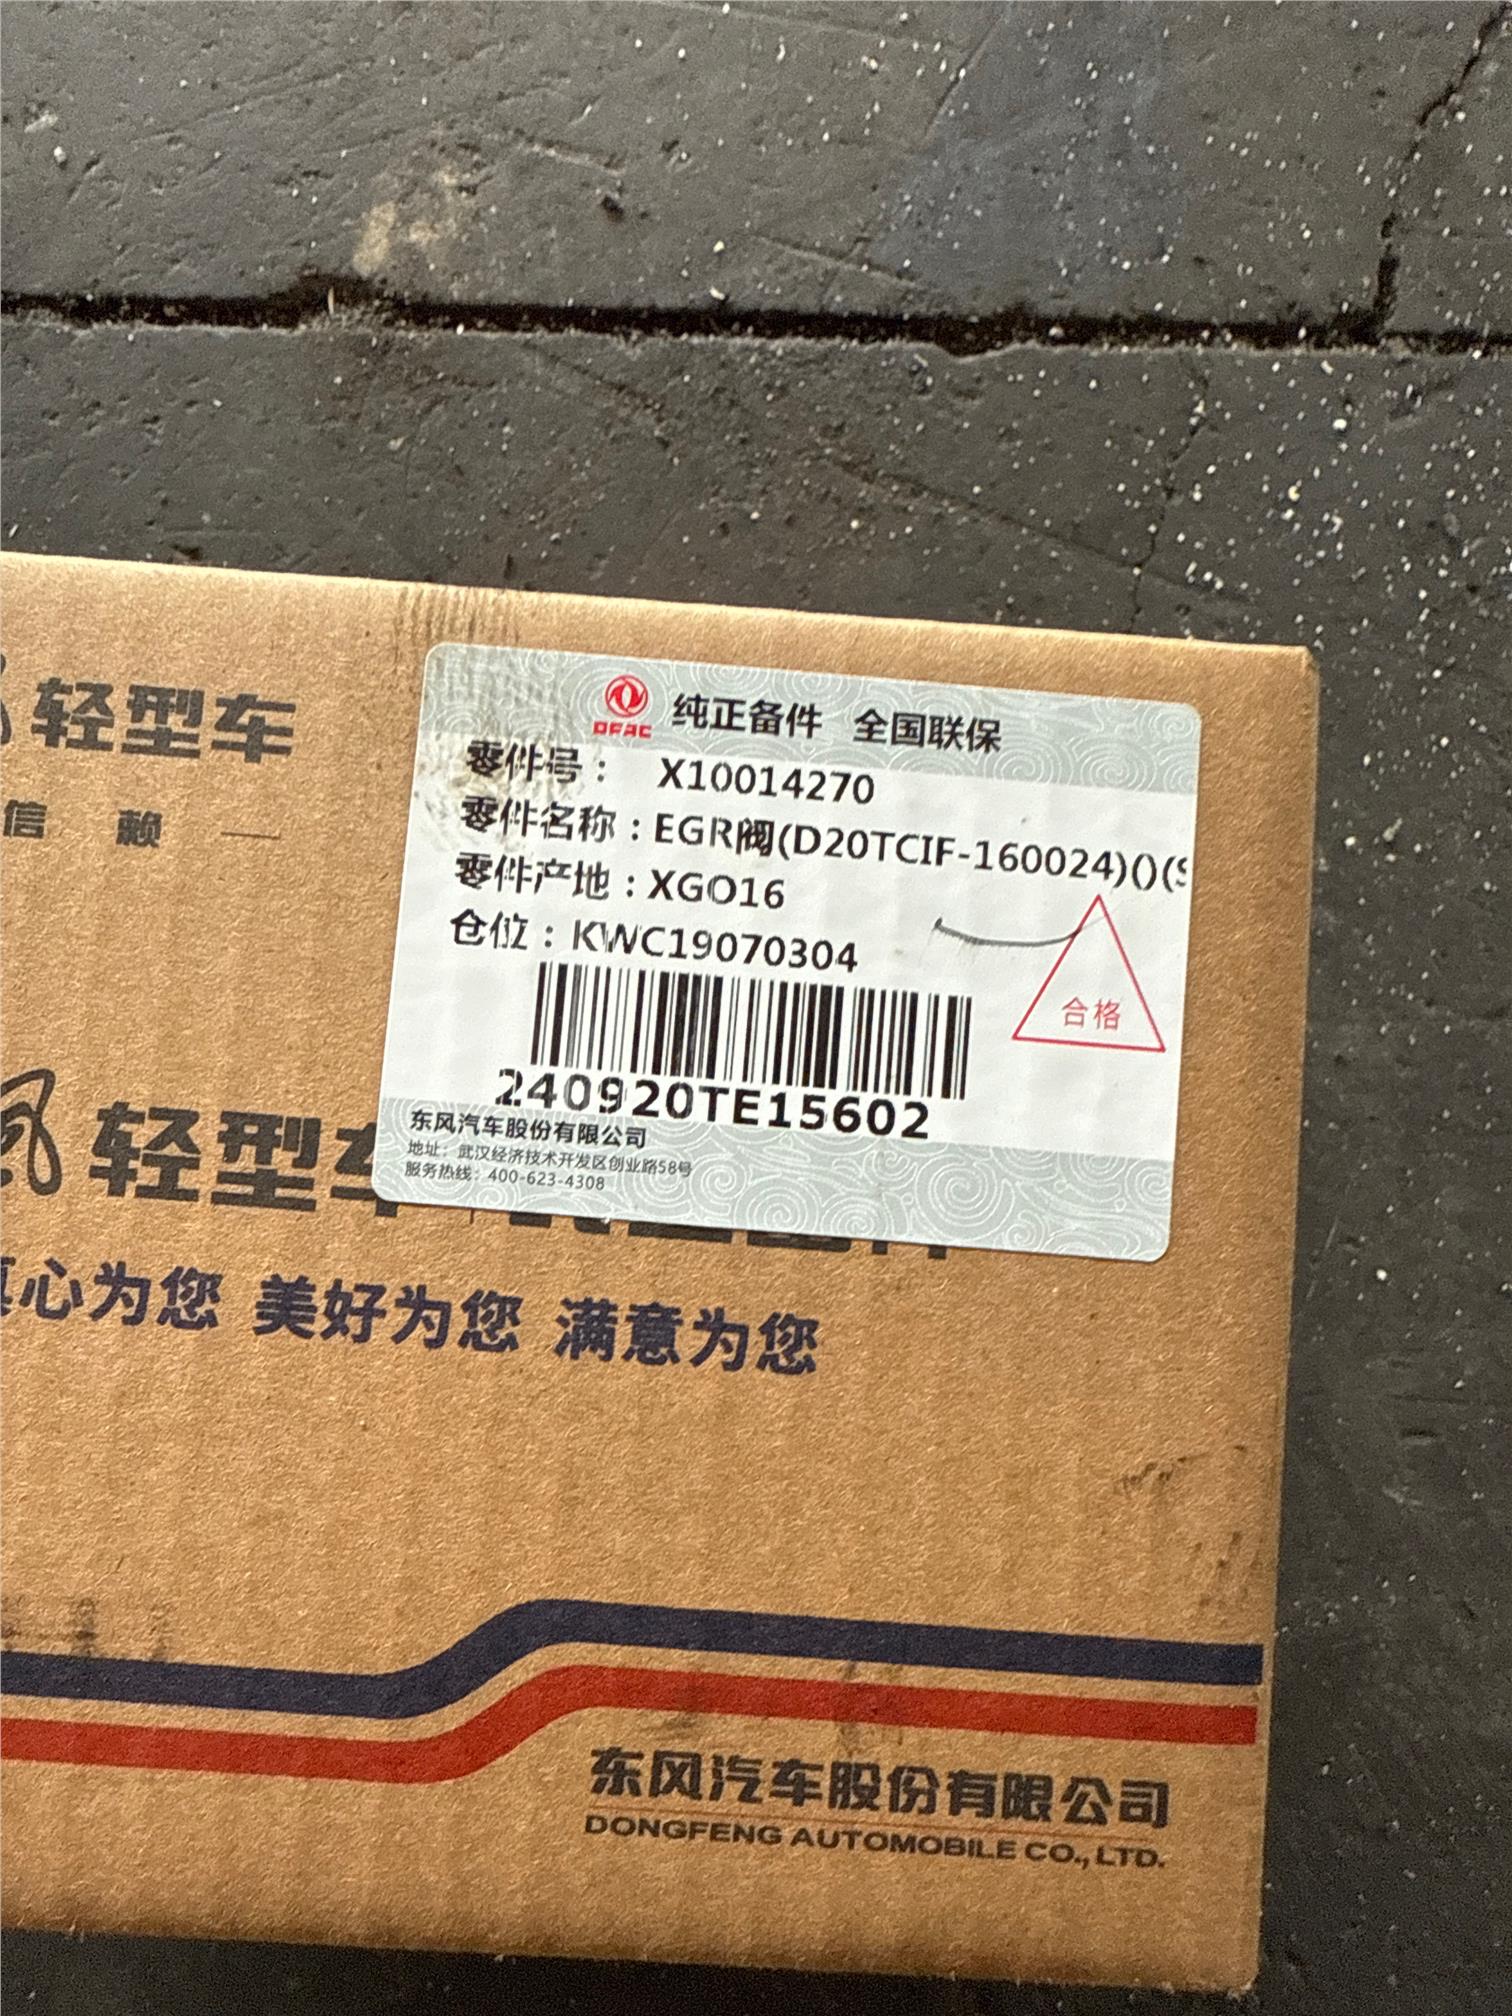 轻型车
信 赖 —
DFAC 纯正备件 全国联保
零件号： X10014270
零件名称：EGR阀(D20TCIF-160024)()(S
零件产地：XGO16
仓位：KWC19070304
合格
240920TE15602
东风汽车股份有限公司
地址：武汉经济技术开发区创业路58号
服务热线：400-623-4308
风 轻型车
真心为您 美好为您 满意为您
东风汽车股份有限公司
DONGFENG AUTOMOBILE CO., LTD.